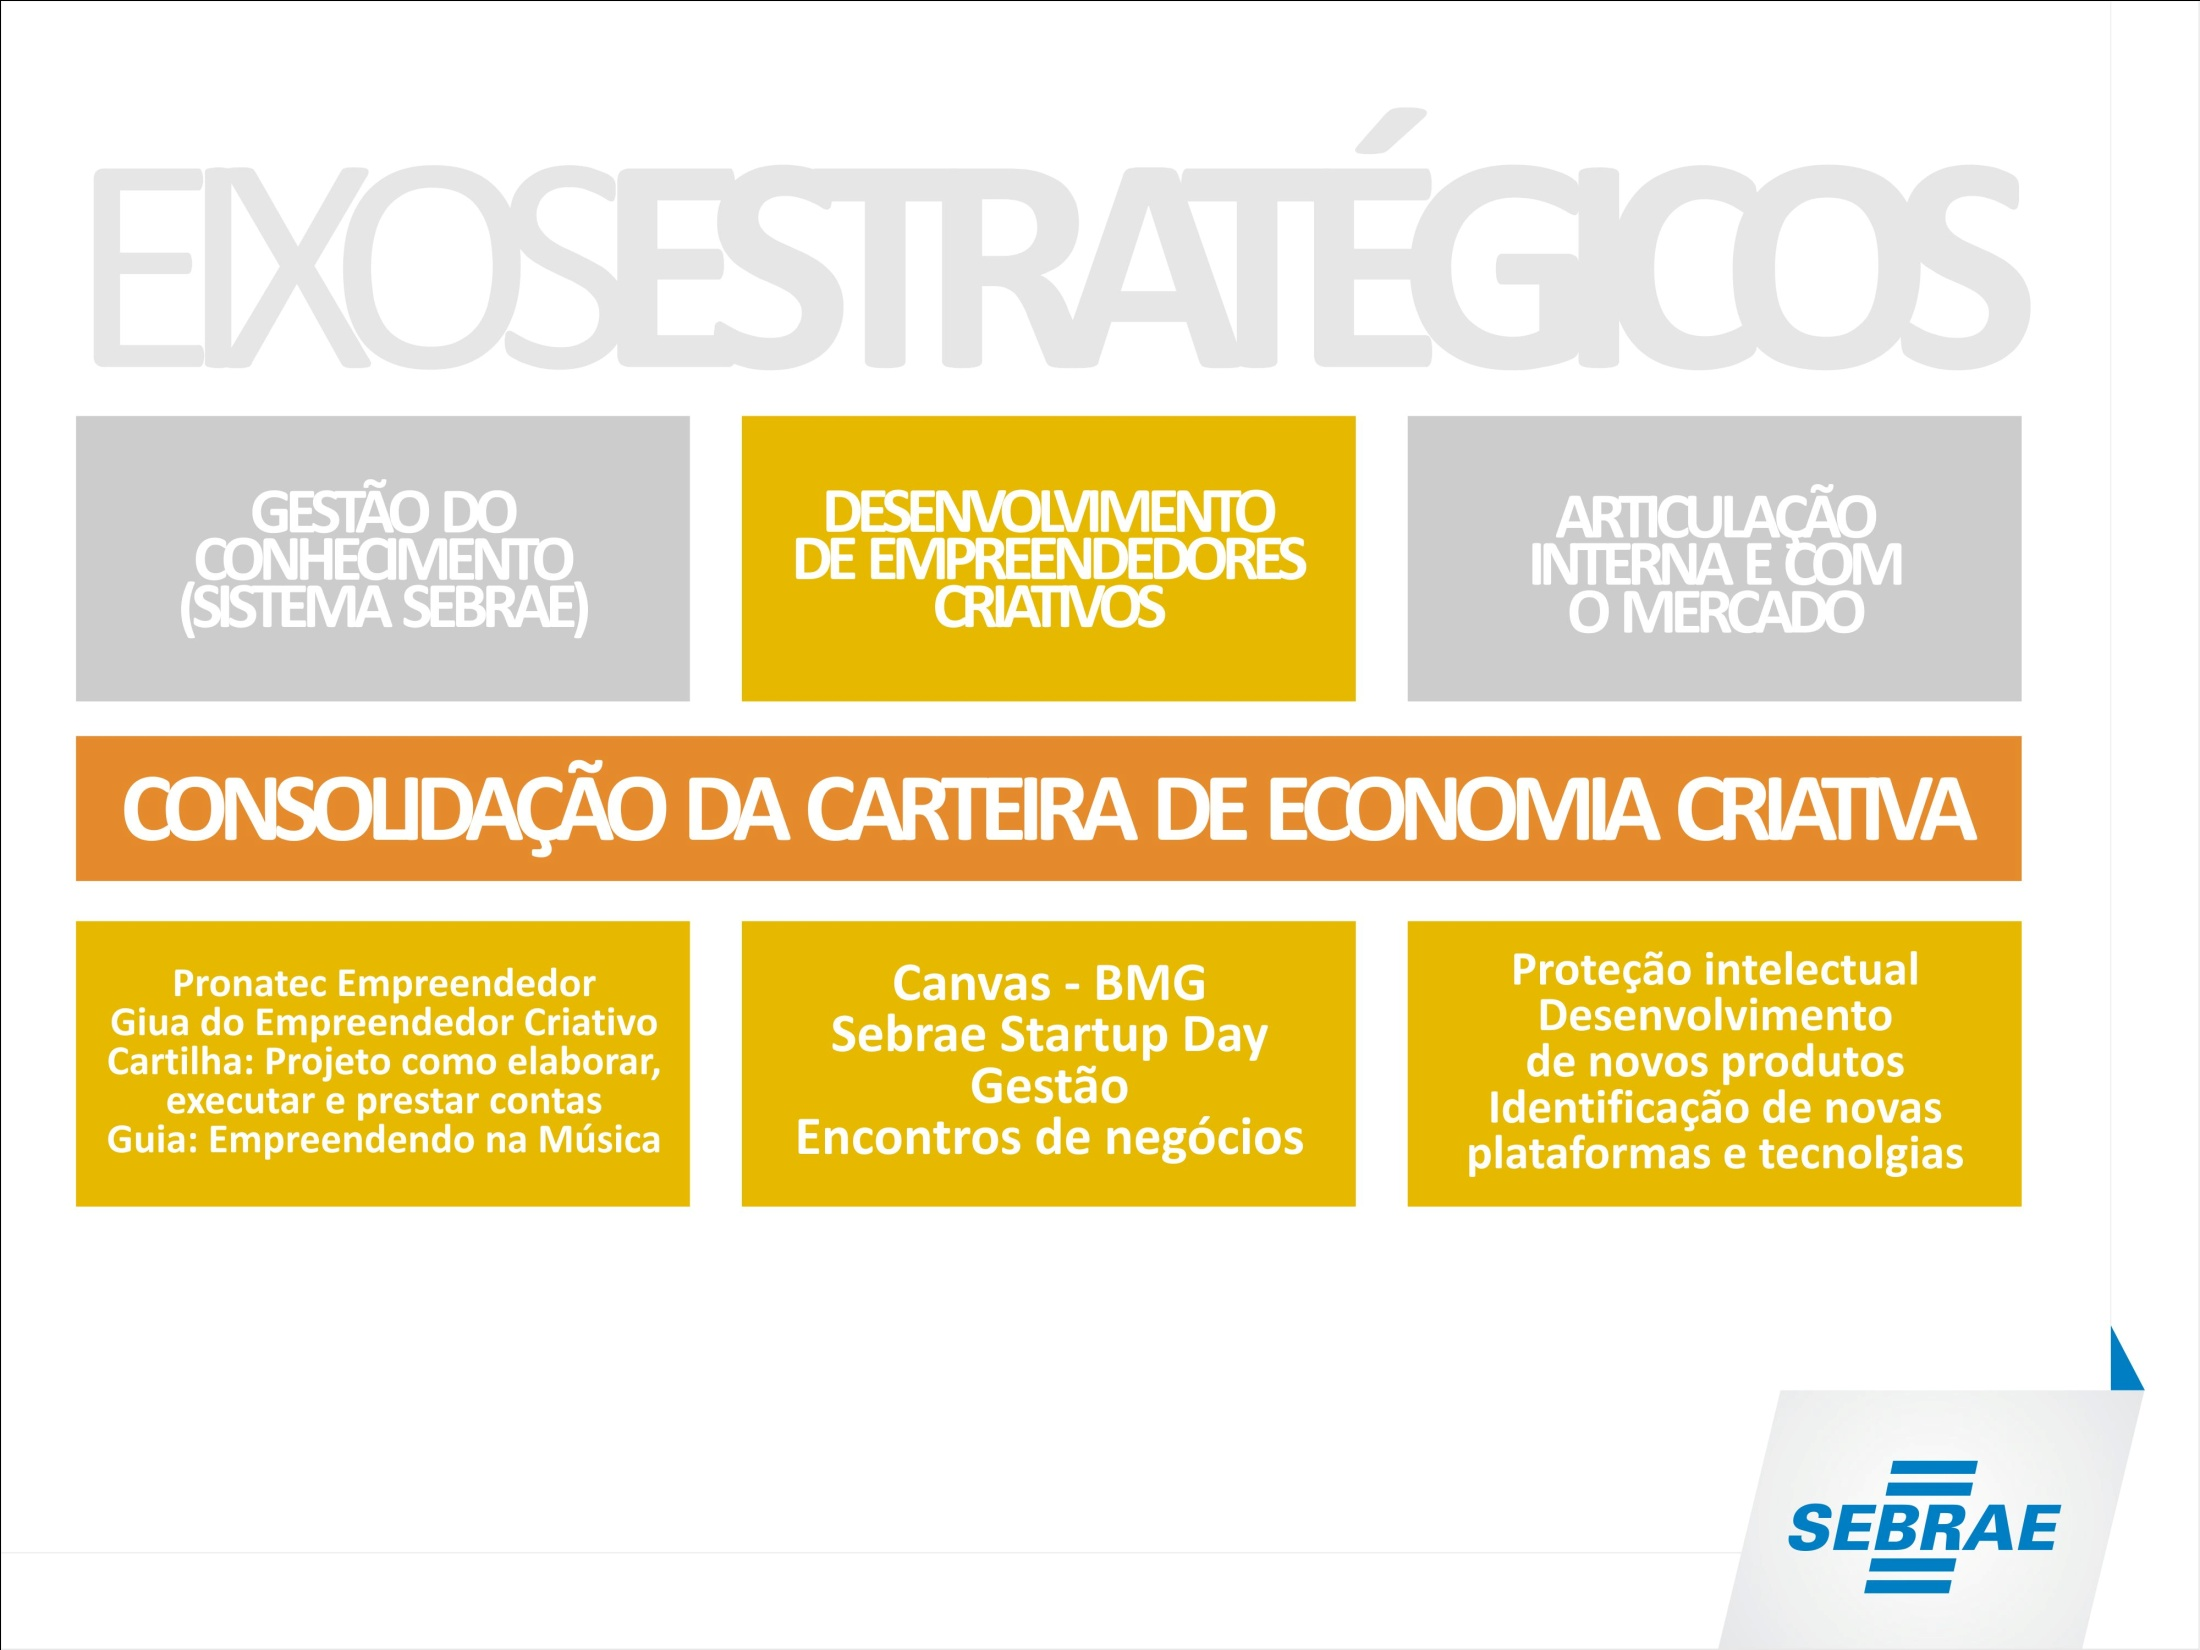 EIXOSESTRATÉGICOS
GESTÃO DO
CONHECIMENTO
(SISTEMA SEBRAE)
DESENVOLVIMENTO
DE EMPREENDEDORES
CRIATIVOS
ARTICULAÇÃO
INTERNA E COM
O MERCADO
CONSOLIDAÇÃO DA CARTEIRA DE ECONOMIA CRIATIVA
Pronatec Empreendedor
Giua do Empreendedor Criativo
Cartilha: Projeto como elaborar,
executar e prestar contas
Guia: Empreendendo na Música
Canvas - BMG
Sebrae Startup Day
Gestão
Encontros de negócios
Proteção intelectual
Desenvolvimento
de novos produtos
Identificação de novas
plataformas e tecnolgias
SEBRAE